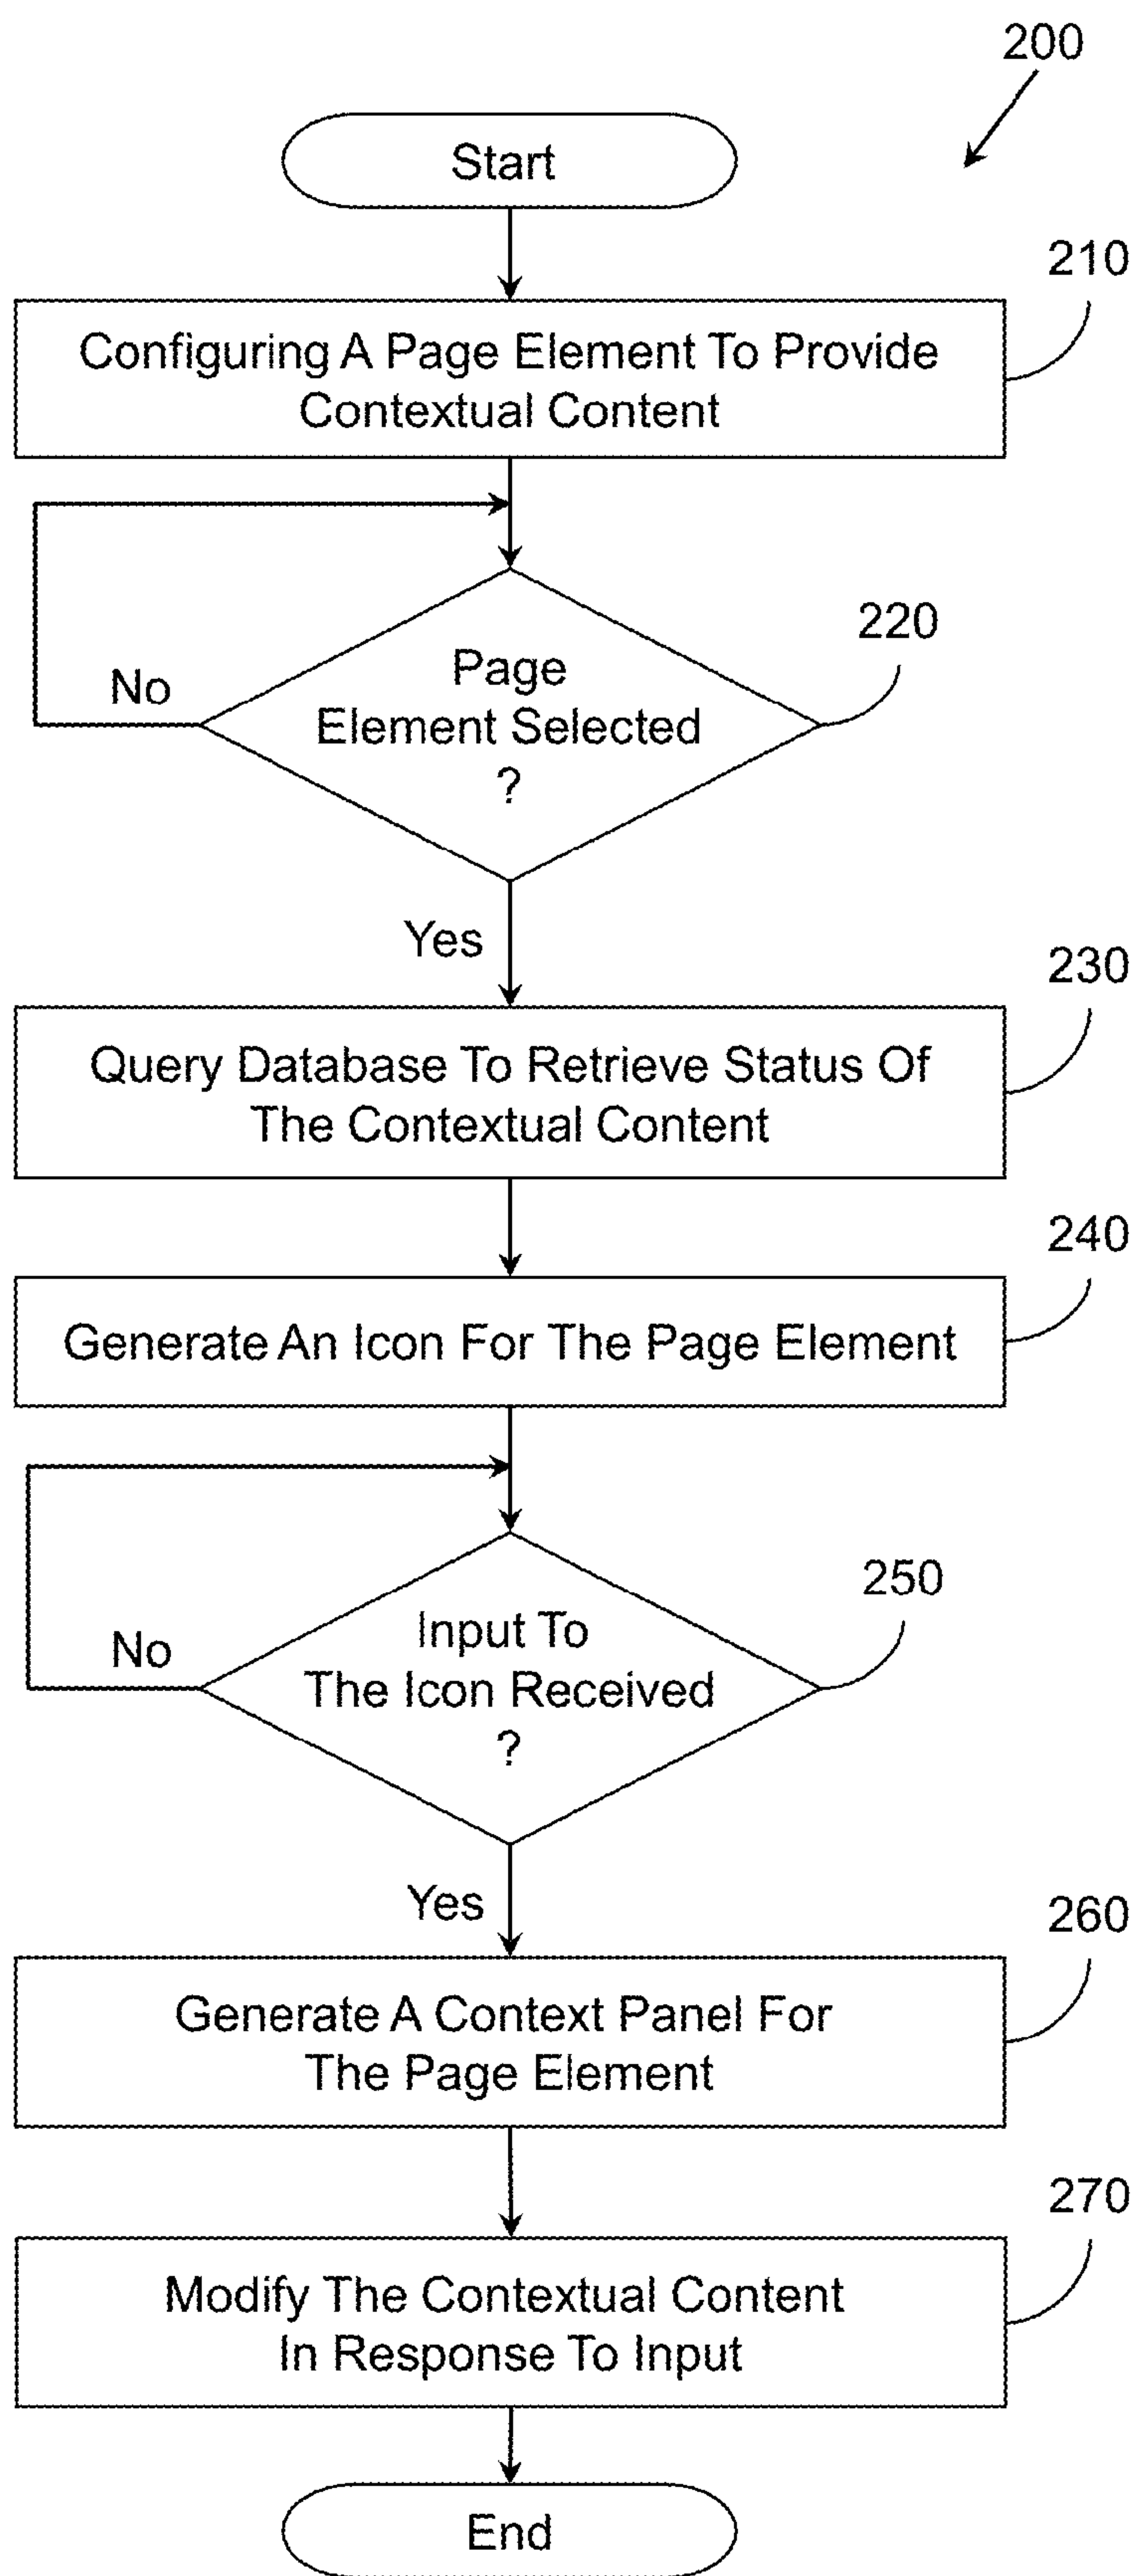 200
Start
210
Configuring A Page Element To Provide
Contextual Content
220
Page
Element Selected
?
No
Yes
230
Query Database To Retrieve Status Of
The Contextual Content
240
Generate An Icon For The Page Element
250
Input To
The Icon Received
?
No
Yes
260
Generate A Context Panel For
The Page Element
270
Modify The Contextual Content
In Response To Input
End